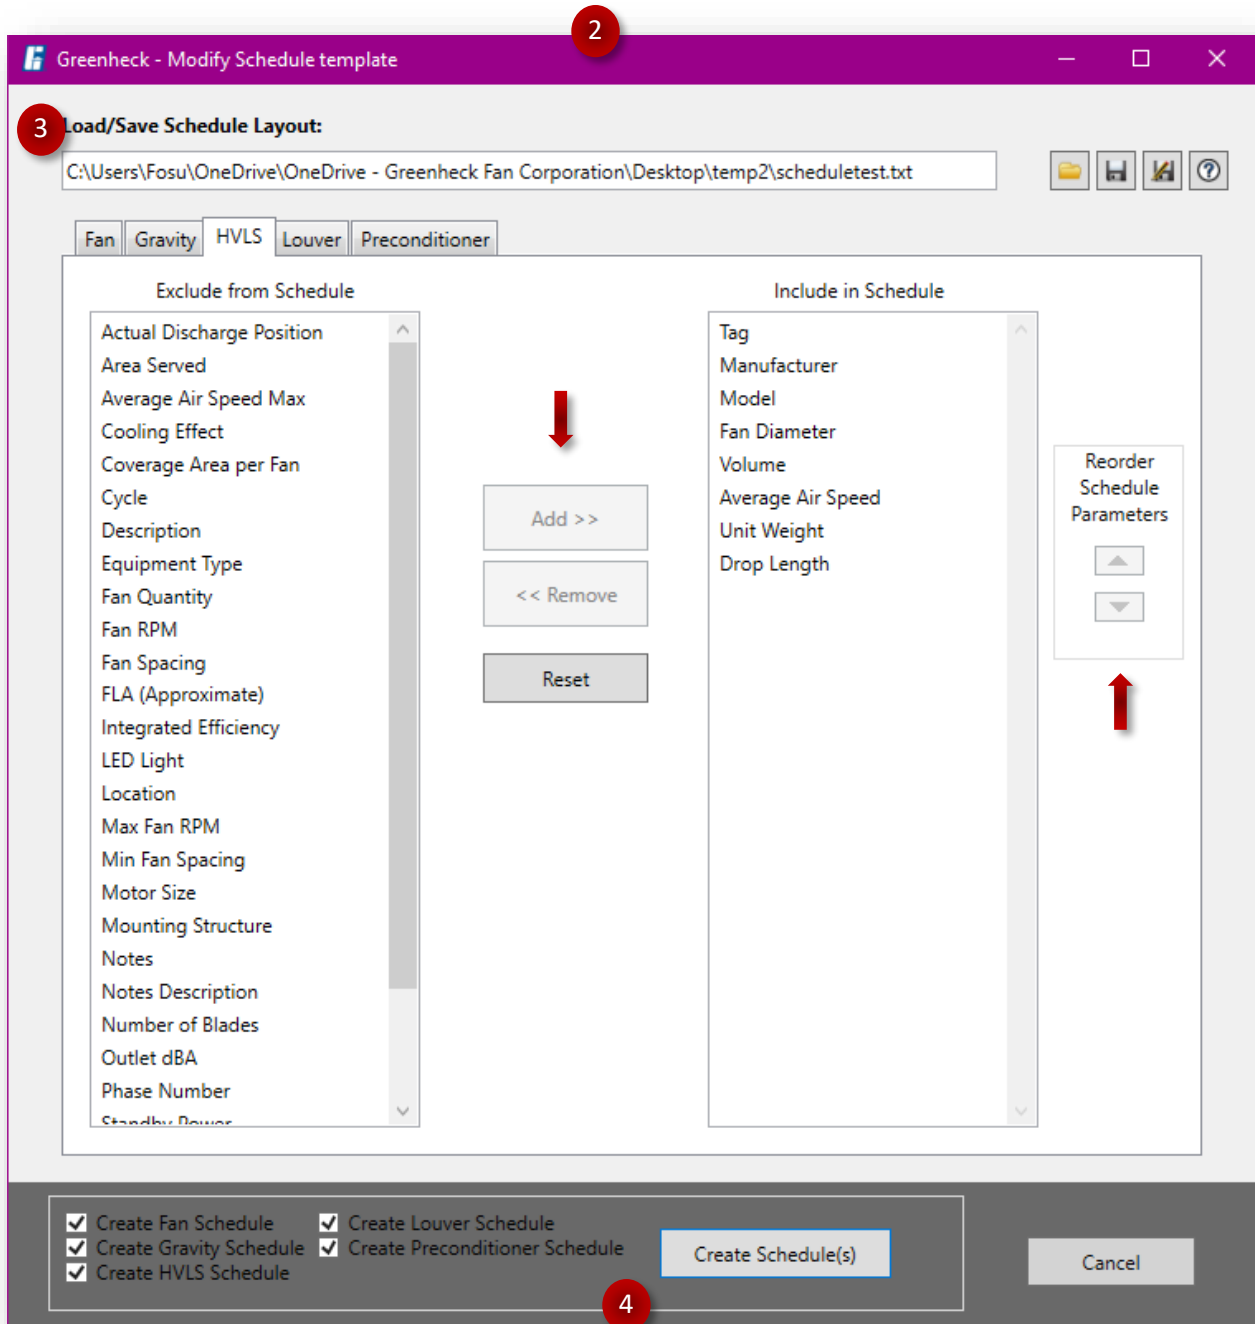 2
Greenheck - Modify Schedule template
3
Load/Save Schedule Layout:
C:\Users\Fosu\OneDrive\OneDrive - Greenheck Fan Corporation\Desktop\temp2\scheduletest.txt
Fan Gravity HVLS Louver Preconditioner
Exclude from Schedule
Actual Discharge Position
Area Served
Average Air Speed Max
Cooling Effect
Coverage Area per Fan
Cycle
Description
Equipment Type
Fan Quantity
Fan RPM
Fan Spacing
FLA (Approximate)
Integrated Efficiency
LED Light
Location
Max Fan RPM
Min Fan Spacing
Motor Size
Mounting Structure
Notes
Notes Description
Number of Blades
Outlet dBA
Phase Number
Standby Power
Add >>
<< Remove
Reset
Include in Schedule
Tag
Manufacturer
Model
Fan Diameter
Volume
Average Air Speed
Unit Weight
Drop Length
Reorder
Schedule
Parameters
Create Fan Schedule
Create Gravity Schedule
Create HVLS Schedule
Create Louver Schedule
Create Preconditioner Schedule
Create Schedule(s)
Cancel
4